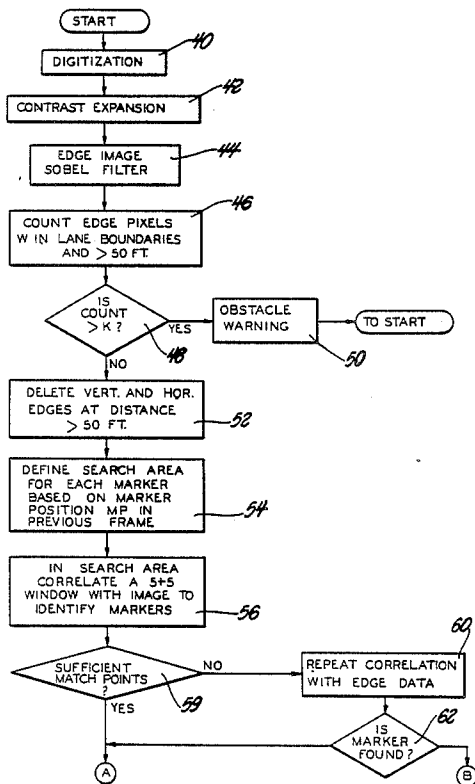 START
40
DIGITIZATION
42
CONTRAST EXPANSION
44
EDGE IMAGE
SOBEL FILTER
46
COUNT EDGE PIXELS
W IN LANE BOUNDARIES
AND > 50 FT.
IS
COUNT
> K ?
YES
48
NO
OBSTACLE
WARNING
50
TO START
DELETE VERT. AND HOR.
EDGES AT DISTANCE
> 50 FT.
52
DEFINE SEARCH AREA
FOR EACH MARKER
BASED ON MARKER
POSITION MP IN
PREVIOUS FRAME
54
IN SEARCH AREA
CORRELATE A 5+5
WINDOW WITH IMAGE TO
IDENTIFY MARKERS
56
SUFFICIENT
MATCH POINTS
?
NO
59
YES
60
REPEAT CORRELATION
WITH EDGE DATA
62
IS
MARKER
FOUND ?
A
B